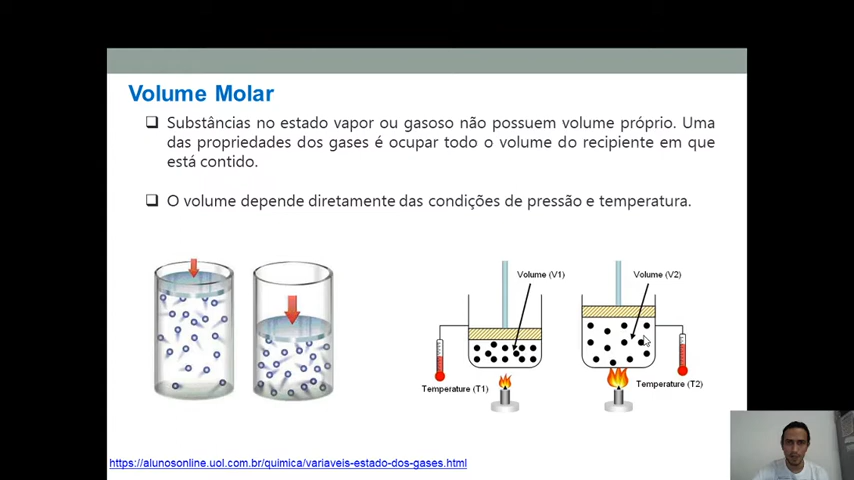 Volume Molar
Substâncias no estado vapor ou gasoso não possuem volume próprio. Uma
das propriedades dos gases é ocupar todo o volume do recipiente em que
está contido.
O volume depende diretamente das condições de pressão e temperatura.
Volume (V1)
Volume (V2)
Temperature (T1)
Temperature (T2)
https://alunosonline.uol.com.br/quimica/variaveis-estado-dos-gases.html